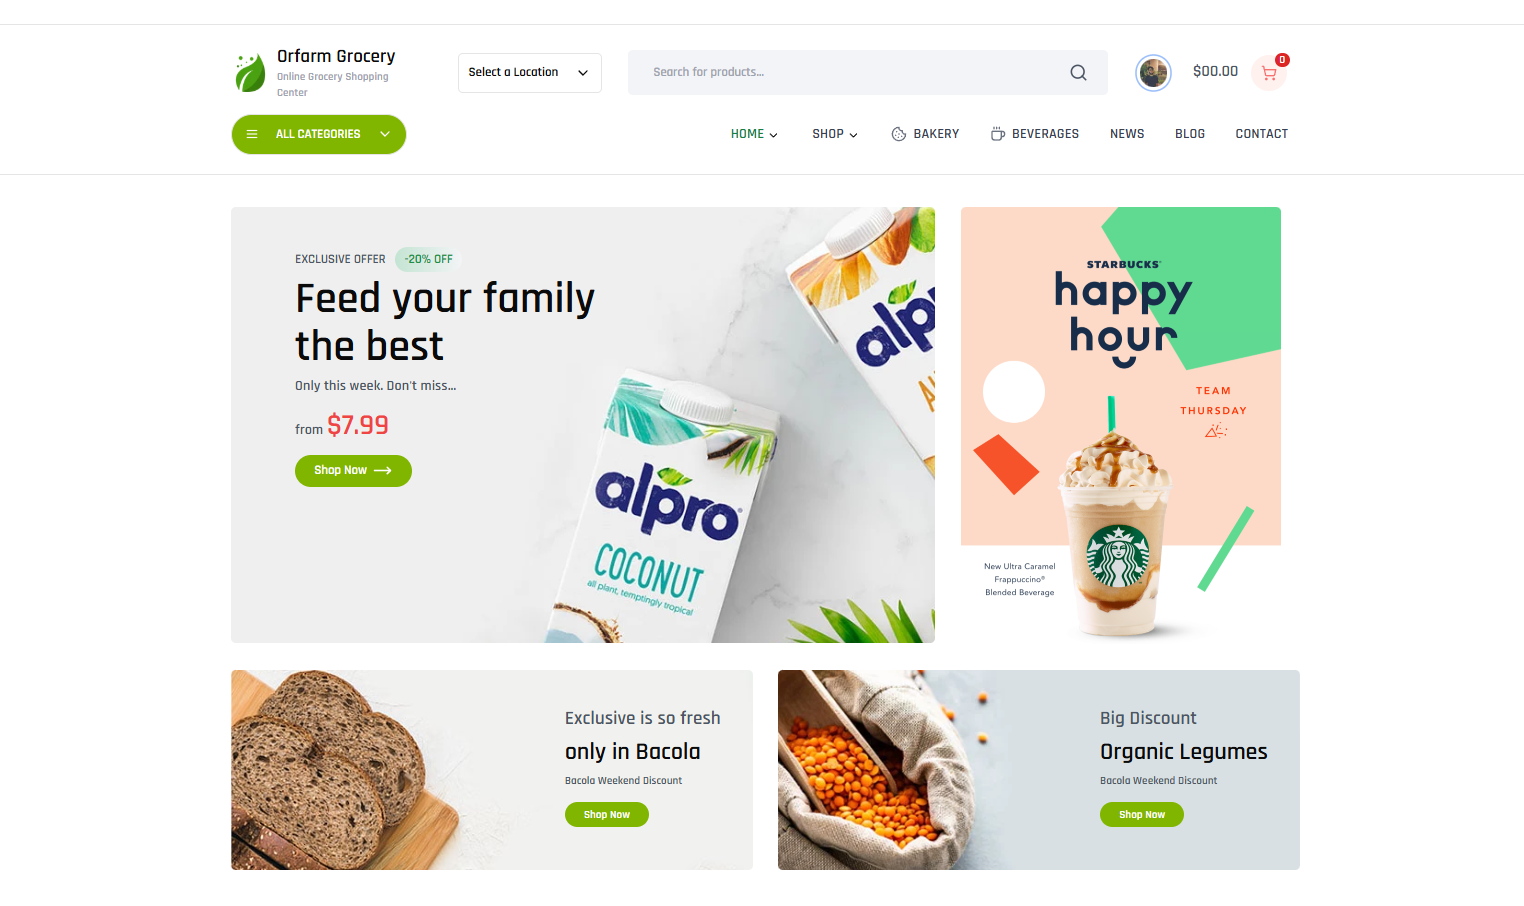 Orfarm Grocery
Online Grocery Shopping
Center
Select a Location
Search for products...
$00.00
0
ALL CATEGORIES
HOME
SHOP
BAKERY
BEVERAGES
NEWS
BLOG
CONTACT
EXCLUSIVE OFFER
-20% OFF
Feed your family
the best
Only this week. Don't miss...
from $7.99
Shop Now
alpro
COCONUT
all plant, temptingly tropical
alp
STARBUCKS
happy
hour
TEAM
THURSDAY
New Ultra Caramel
Frappuccino®
Blended Beverage
Exclusive is so fresh
only in Bacola
Bacola Weekend Discount
Shop Now
Big Discount
Organic Legumes
Bacola Weekend Discount
Shop Now